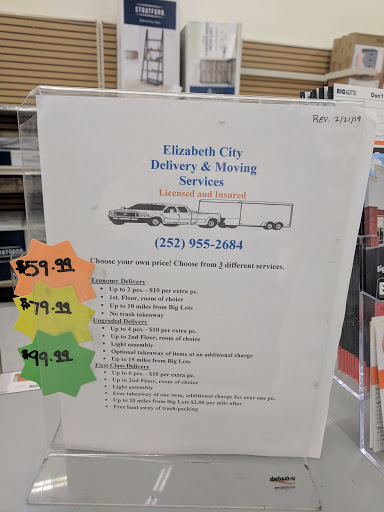 STRATFORD
BIG LOTS
Don't
Rev. 2/21/19
Elizabeth City
Delivery & Moving
Services
Licensed and Insured
(252) 955-2684
Choose your own price! Choose from 3 different services.
$59.99
Economy Delivery
• Up to 2 pcs. - $10 per extra pc.
• 1st. Floor, room of choice
• Up to 10 miles from Big Lots
• No trash takeaway
$79.99
Upgraded Delivery
• Up to 4 pcs. - $10 per extra pc.
• Up to 2nd Floor, room of choice
• Light assembly
• Optional takeaway of items at an additional charge
• Up to 15 miles from Big Lots
$99.99
First Class Delivery
• Up to 6 pcs. - $10 per extra pc.
• Up to 2nd Floor, room of choice
• Light assembly
• Free takeaway of one item, additional charge for over one pc.
• Up to 20 miles from Big Lots $2.00 per mile after
• Free haul away of trash/packing
deflect-o